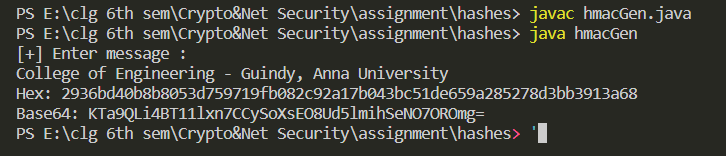 PS E:\clg 6th sem\Crypto&Net Security\assignment\hashes> javac hmacGen.java
PS E:\clg 6th sem\Crypto&Net Security\assignment\hashes> java hmacGen
[+] Enter message :
College of Engineering - Guindy, Anna University
Hex: 2936bd40b8b8053d759719fb082c92a17b043bc51de659a285278d3bb3913a68
Base64: KTa9QLi4BT11lxn7CCySoXsEO8Ud5lmihSeNO7OROmg=
PS E:\clg 6th sem\Crypto&Net Security\assignment\hashes> '